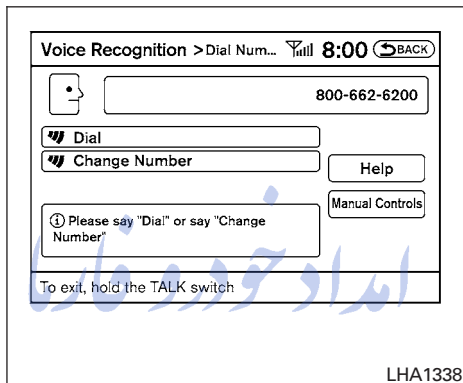 Voice Recognition > Dial Num... 8:00 BACK
800-662-6200
Dial
Change Number
Help
Manual Controls
Please say "Dial" or say "Change
Number"
To exit, hold the TALK switch
امداد خودرو فارما
LHA1338